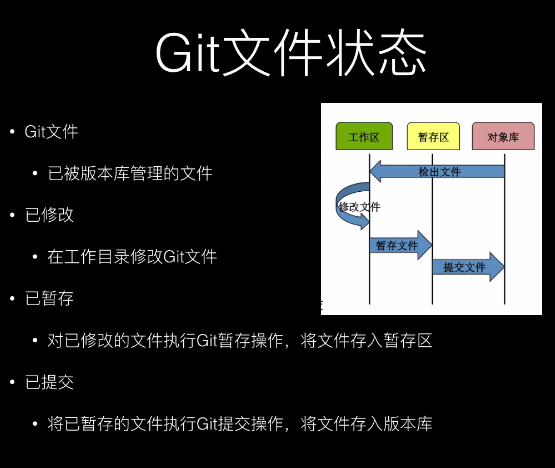 Git文件状态
• Git文件
• 已被版本库管理的文件
• 已修改
• 在工作目录修改Git文件
• 已暂存
• 对已修改的文件执行Git暂存操作，将文件存入暂存区
• 已提交
• 将已暂存的文件执行Git提交操作，将文件存入版本库
工作区 暂存区 对象库
检出文件
修改文件
暂存文件
提交文件